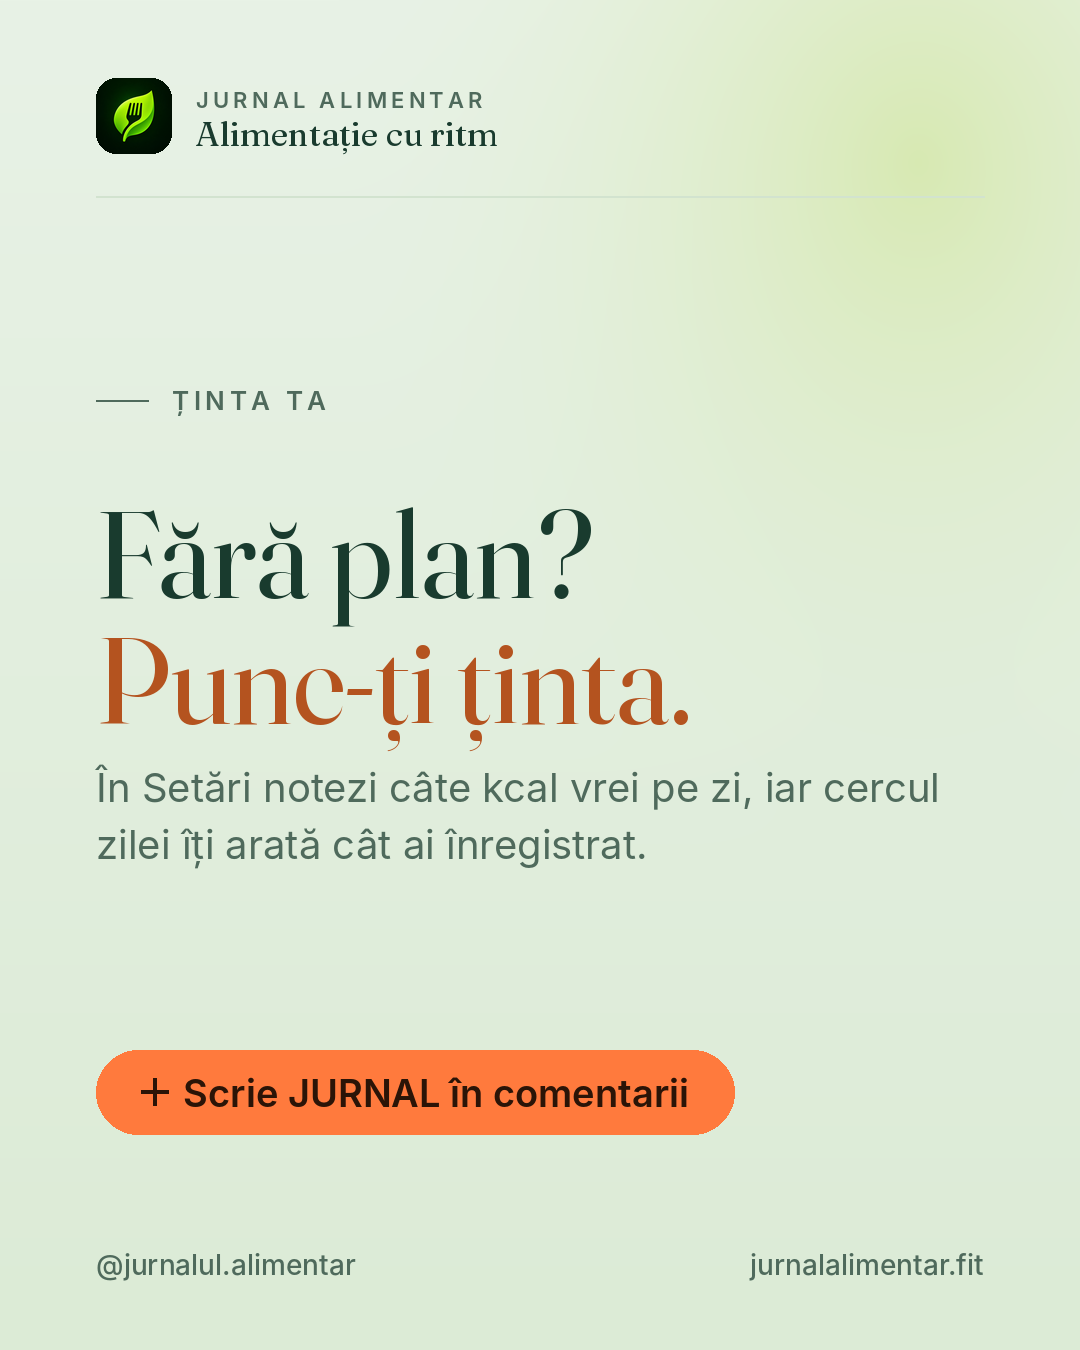 JURNAL ALIMENTAR
Alimentație cu ritm
ȚINTA TA
Fără plan?
Punc-ți ținta.
În Setări notezi câte kcal vrei pe zi, iar cercul
zilei îți arată cât ai înregistrat.
+ Scrie JURNAL în comentarii
@jurnalul.alimentar
jurnalalimentar.fit